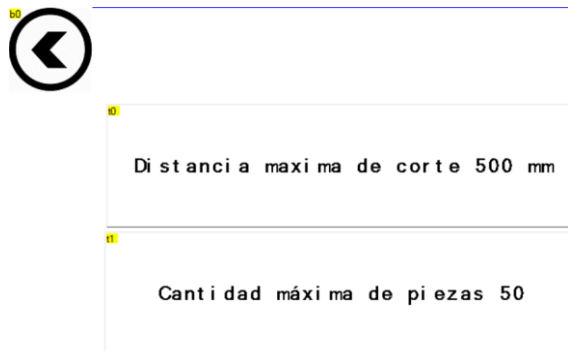 b0
t0
Distancia maxima de corte 500 mm
t1
Cantidad máxima de piezas 50